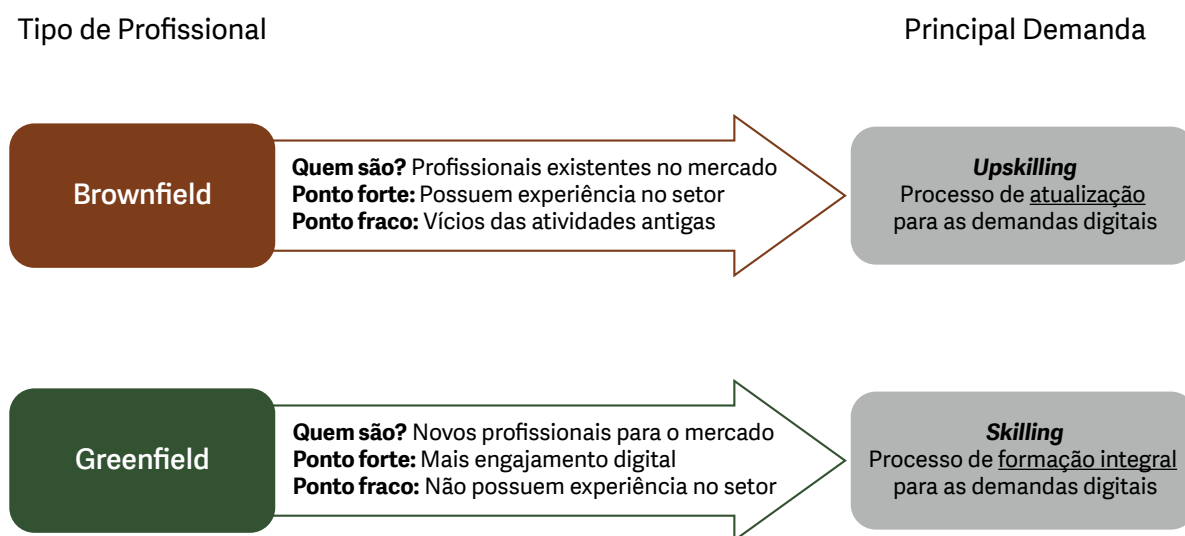 Tipo de Profissional
Principal Demanda
Brownfield
Quem são? Profissionais existentes no mercado
Ponto forte: Possuem experiência no setor
Ponto fraco: Vícios das atividades antigas
Upskilling
Processo de atualização
para as demandas digitais
Greenfield
Quem são? Novos profissionais para o mercado
Ponto forte: Mais engajamento digital
Ponto fraco: Não possuem experiência no setor
Skilling
Processo de formação integral
para as demandas digitais